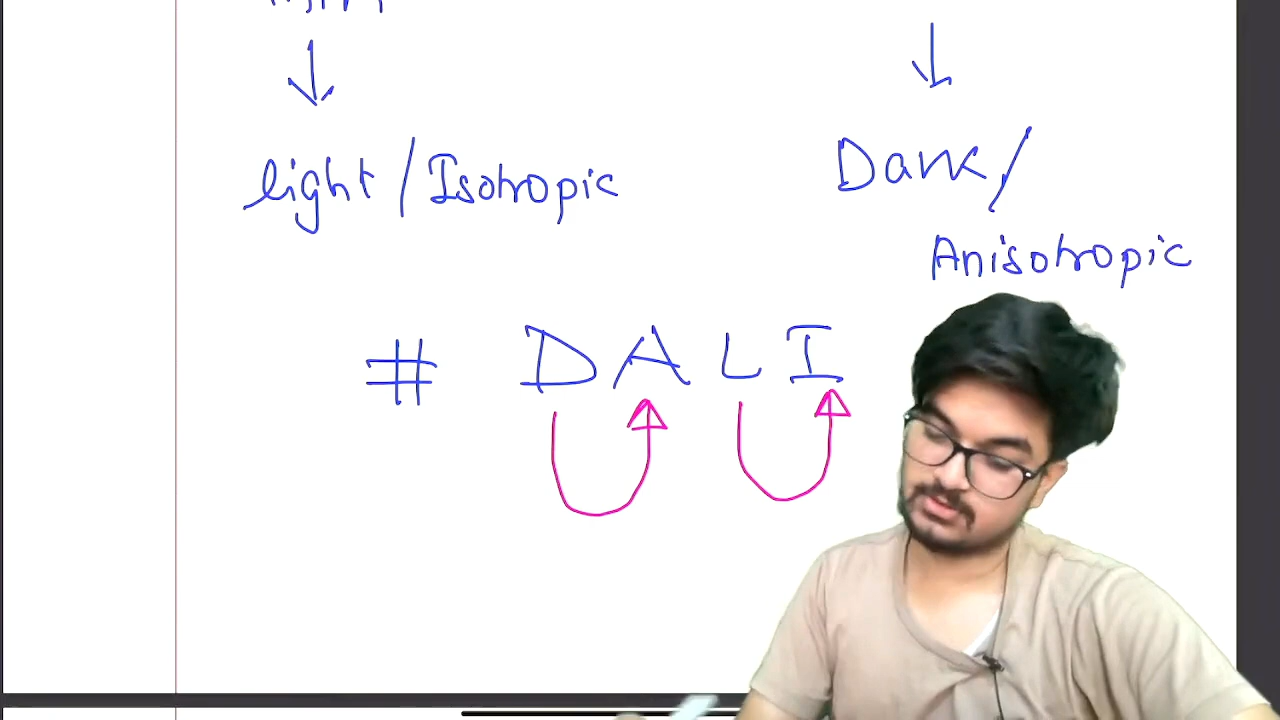 light / Isotropic
Dark /
Anisotropic
# D A L I